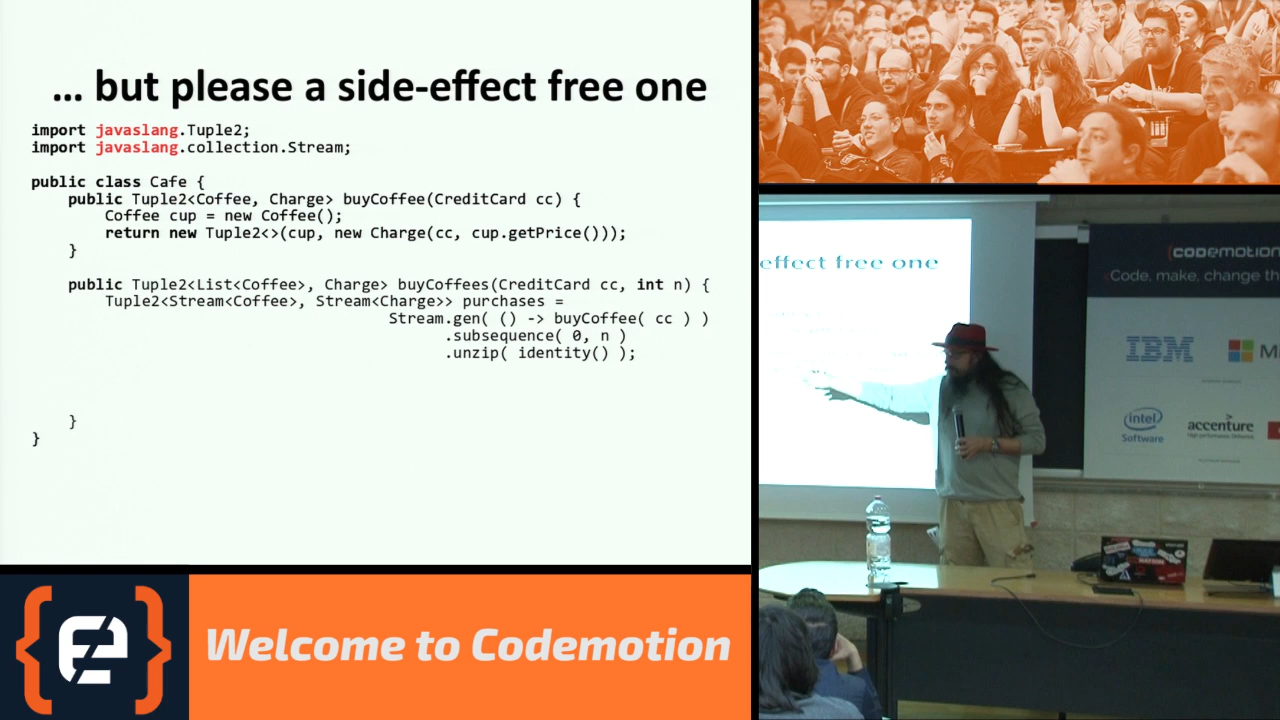 ... but please a side-effect free one
import javaslang.Tuple2;
import javaslang.collection.Stream;
public class Cafe {
public Tuple2<Coffee, Charge> buyCoffee(CreditCard cc) {
Coffee cup = new Coffee();
return new Tuple2<>(cup, new Charge(cc, cup.getPrice()));
}
public Tuple2<List<Coffee>, Charge> buyCoffees(CreditCard cc, int n) {
Tuple2<Stream<Coffee>, Stream<Charge>> purchases =
Stream.gen( () -> buyCoffee( cc ) )
.subsequence( 0, n )
.unzip( identity() );
}
}
Welcome to Codemotion
effect free one
{codemotion
Code, make, change th
IBM
M
intel
Software
accenture